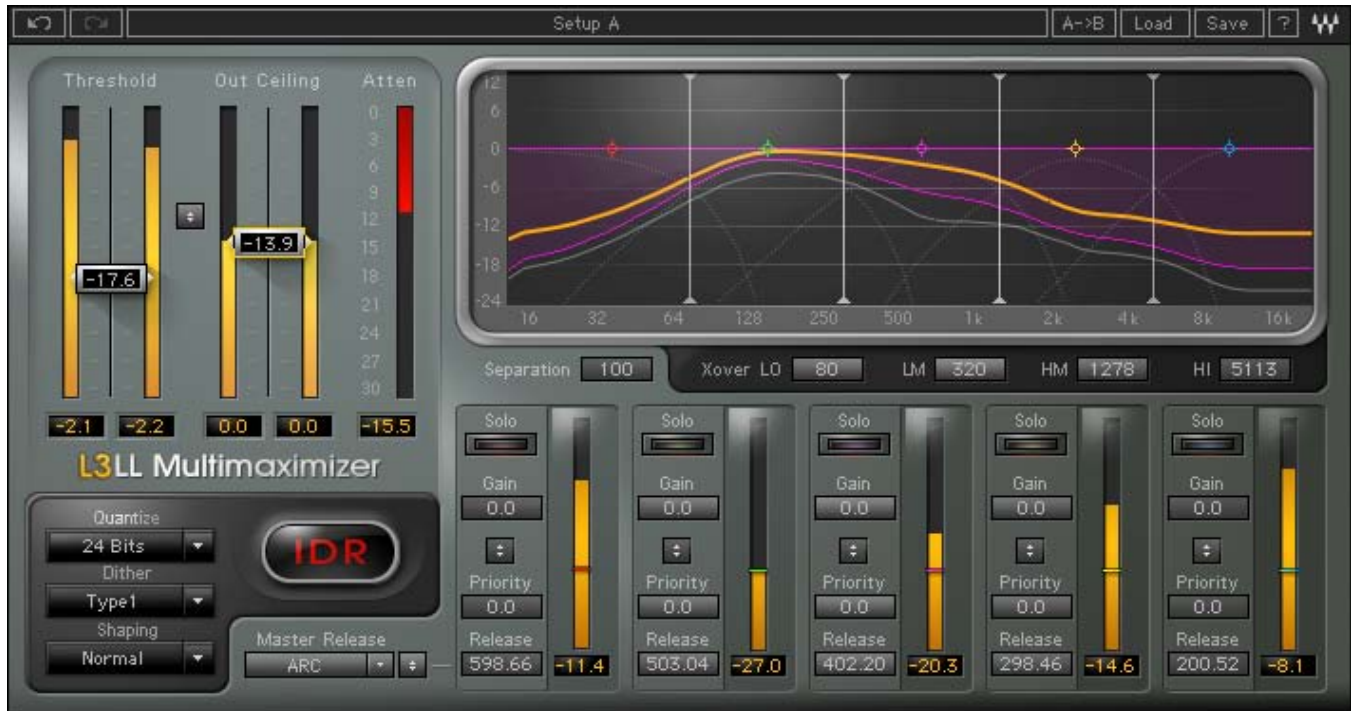 Setup A A->B Load Save ?
Threshold Out Ceiling Atten
0
3
6
9
12
15
18
21
24
27
30
-17.6
-13.9
-2.1 -2.2 0.0 0.0 -15.5
L3LL Multimaximizer
Quantize
24 Bits
Dither
Type1
Shaping
Normal
IDR
Master Release
ARC
12
6
0
-6
-12
-18
-24
16 32 64 128 250 500 1k 2k 4k 8k 16k
Separation 100 Xover LO 80 LM 320 HM 1278 HI 5113
Solo Solo Solo Solo Solo
Gain Gain Gain Gain Gain
0.0 0.0 0.0 0.0 0.0
Priority Priority Priority Priority Priority
0.0 0.0 0.0 0.0 0.0
Release Release Release Release Release
598.66 -11.4 503.04 -27.0 402.20 -20.3 298.46 -14.6 200.52 -8.1